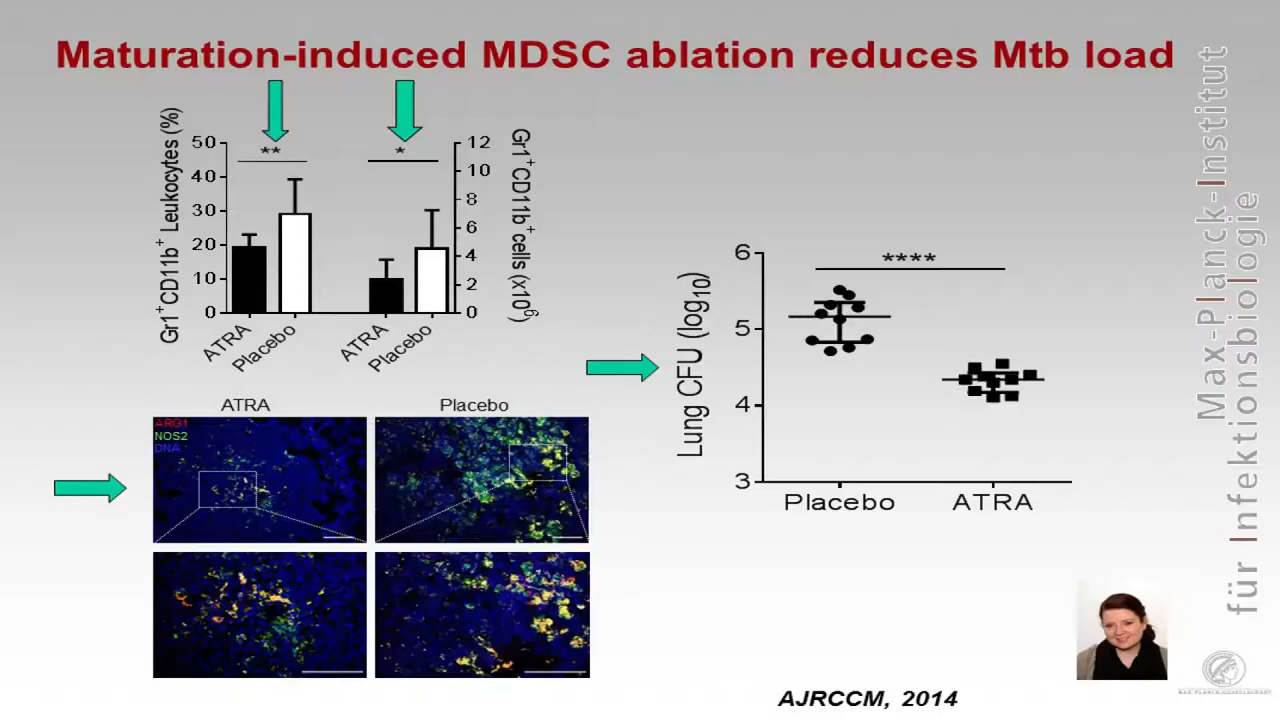 Maturation-induced MDSC ablation reduces Mtb load
Gr1+CD11b+ Leukocytes (%)
50
40
30
20
10
0
**
*
12
10
8
6
4
2
0
Gr1+CD11b+cells (x10^6)
ATRA
Placebo
ATRA
Placebo
ATRA
Placebo
ARG1
NOS2
DNA
Lung CFU (log10)
6
5
4
3
****
Placebo
ATRA
AJRCCM, 2014
Max-Planck-Institut
für Infektionsbiologie